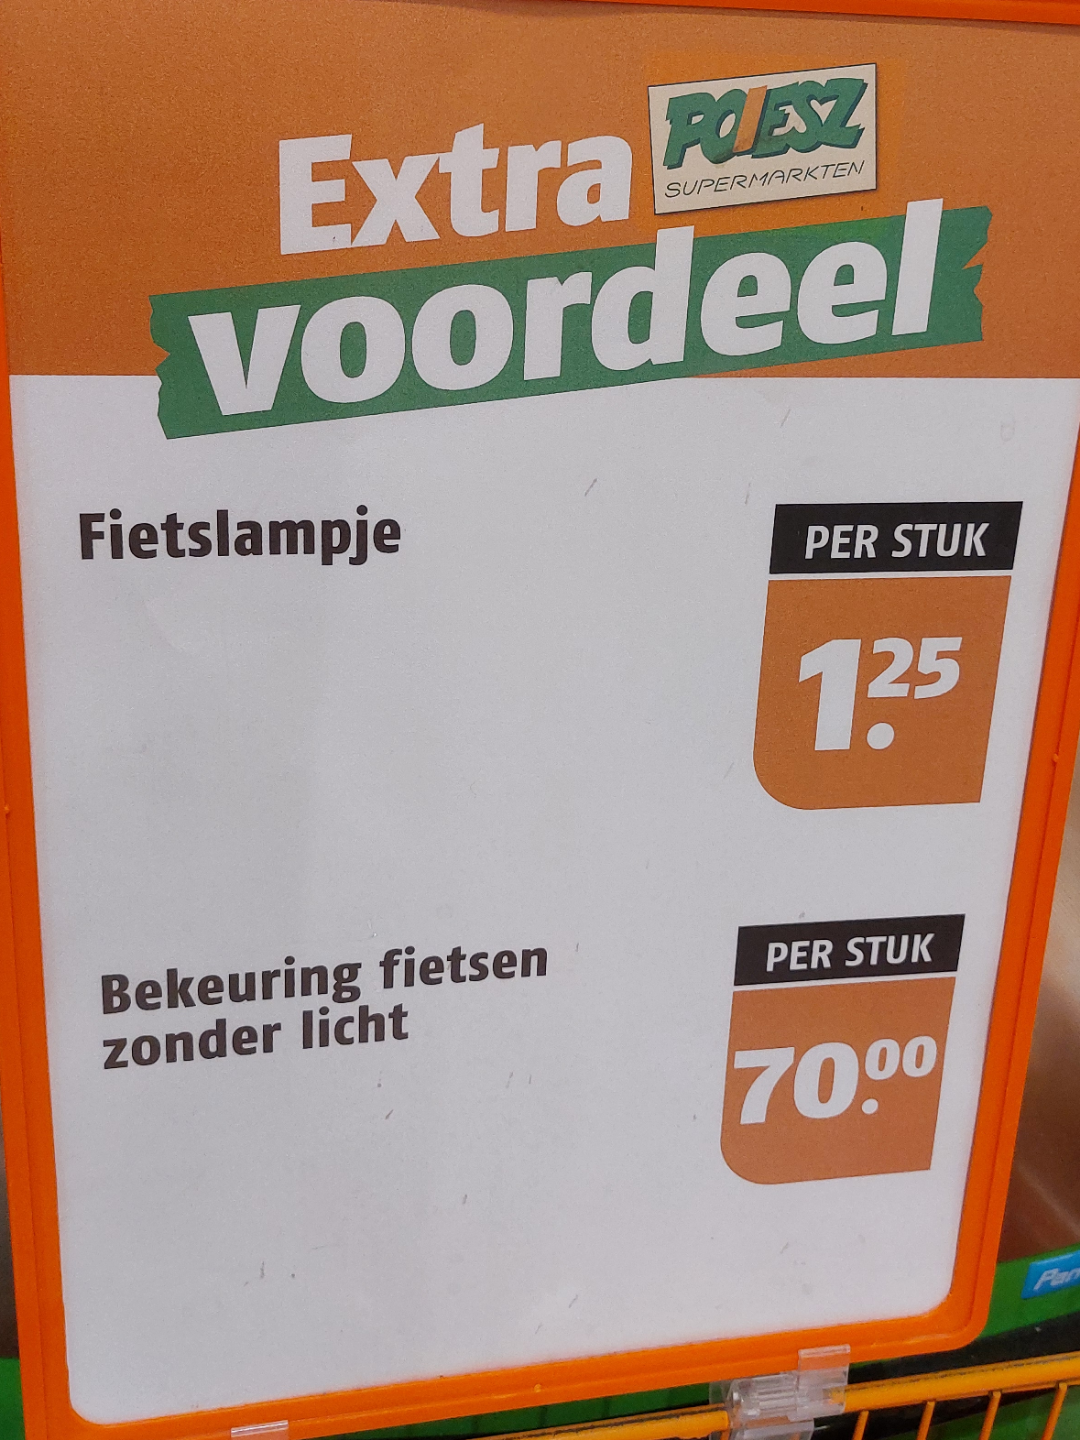 Extra
POIESZ
SUPERMARKTEN
voordeel
Fietslampje
PER STUK
1.25
Bekeuring fietsen
zonder licht
PER STUK
70.00